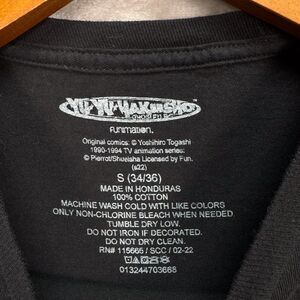 YU YU HAKUSHO
GHOSTFILES
FUNIMATION.
Original comics: © Yoshihiro Togashi
1990-1994 TV animation series:
© Pierrot/Shueisha Licensed by Fun.
(s22)
S (34/36)
MADE IN HONDURAS
100% COTTON
MACHINE WASH COLD WITH LIKE COLORS
ONLY NON-CHLORINE BLEACH WHEN NEEDED
TUMBLE DRY LOW.
DO NOT IRON IF DECORATED.
DO NOT DRY CLEAN.
RN# 115665 / SCC / 02-22
013244703668